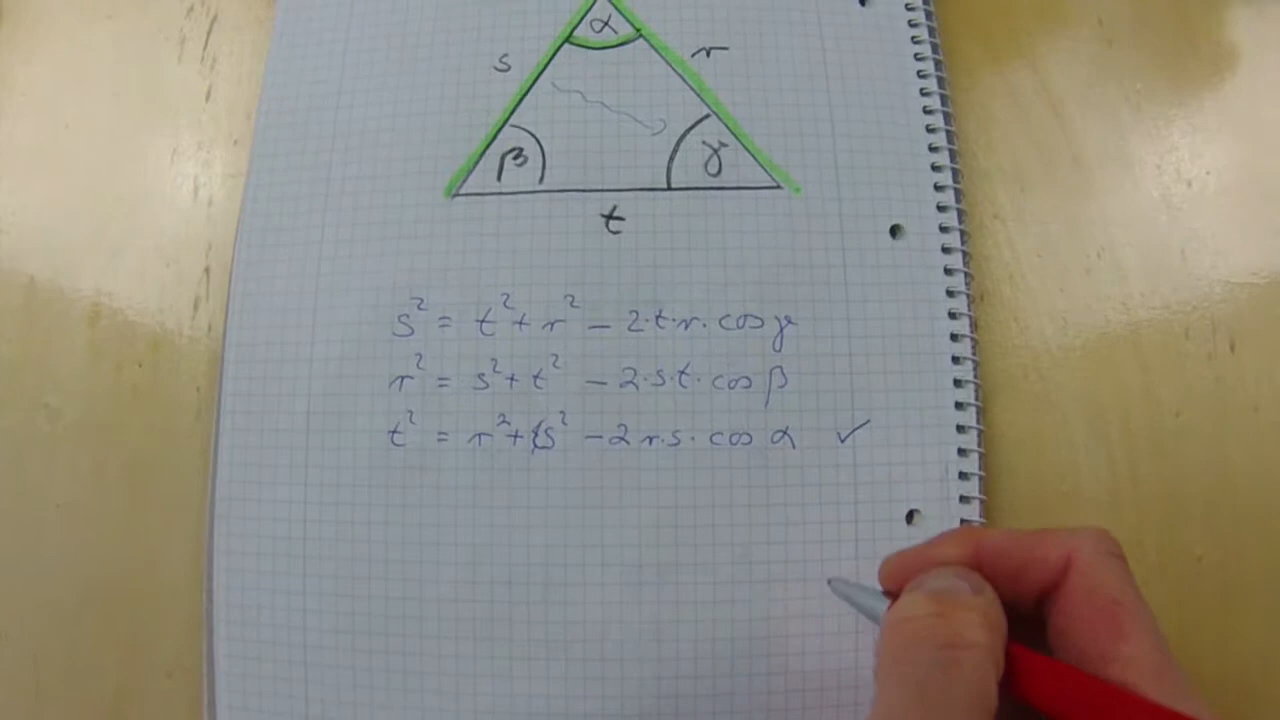 α
s
r
β
γ
t
s² = t² + r² - 2·t·r· cos γ
r² = s² + t² - 2·s·t· cos β
t² = r² + s² - 2 r·s· cos α ✓